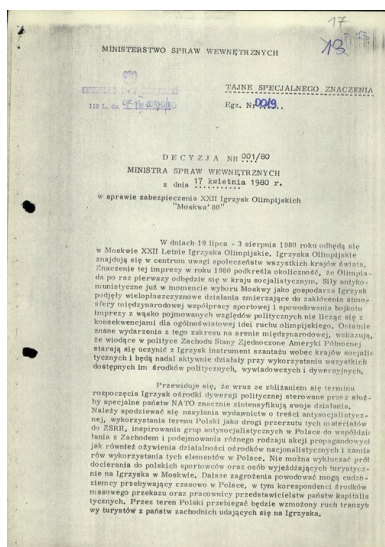 17
13
MINISTERSTWO SPRAW WEWNĘTRZNYCH
TAJNE SPECJALNEGO ZNACZENIA
Egz. Nr 0019..
DECYZJA NR 001/80
MINISTRA SPRAW WEWNĘTRZNYCH
z dnia 17 kwietnia 1980 r.
w sprawie zabezpieczenia XXII Igrzysk Olimpijskich
"Moskwa' 80"
W dniach 19 lipca - 3 sierpnia 1980 roku odbędą się
w Moskwie XXII Letnie Igrzyska Olimpijskie. Igrzyska Olimpijskie
znajdują się w centrum uwagi społeczeństw wszystkich krajów świata.
Znaczenie tej imprezy w roku 1980 podkreśla okoliczność, że Olimpia-
da po raz pierwszy odbędzie się w kraju socjalistycznym. Siły antyko-
munistyczne już w momencie wyboru Moskwy jako gospodarza Igrzysk
podjęły wielopłaszczyznowe działania zmierzające do zakłócenia atmo-
sfery międzynarodowej współpracy sportowej i spowodowania bojkotu
imprezy z wąsko pojmowanych względów politycznych nie licząc się z
konsekwencjami dla ogólnoświatowej idei ruchu olimpijskiego. Ostatnie
znane wydarzenia z tego zakresu na arenie międzynarodowej, wskazują,
że wiodące w polityce Zachodu Stany Zjednoczone Ameryki Północnej
starają się uczynić z Igrzysk instrument szantażu wobec krajów socjalis
tycznych i będą nadal aktywnie działały przy wykorzystaniu wszystkich
dostępnych im środków politycznych, wywiadowczych i dywersyjnych.
Przewiduje się, że wraz ze zbliżaniem się terminu
rozpoczęcia Igrzysk ośrodki dywersji politycznej sterowane przez służ-
by specjalne państw NATO znacznie zintensyfikują swoje działania.
Należy spodziewać się nasyłania wydawnictw o treści antysocjalistycz-
nej, wykorzystania terenu Polski jako drogi przerzutu tych materiałów
do ZSRR, inspirowania grup antysocjalistycznych w Polsce do współdzia-
łania z Zachodem i podejmowania różnego rodzaju akcji propagandowych
jak również ożywienia działalności ośrodków nacjonalistycznych i zamia-
rów wykorzystania tych elementów w Polsce. Nie można wykluczyć prób
docierania do polskich sportowców oraz osób wyjeżdżających turystycz-
nie na Igrzyska w Moskwie. Dalsze zagrożenia powodować mogą cudzo-
ziemcy przebywający czasowo w Polsce, w tym korespondenci środków
masowego przekazu oraz pracownicy przedstawicielstw państw kapitalis
tycznych. Przez teren Polski przebiegać będzie wzmożony ruch tranzyto-
wy turystów z państw zachodnich udających się na Igrzyska.